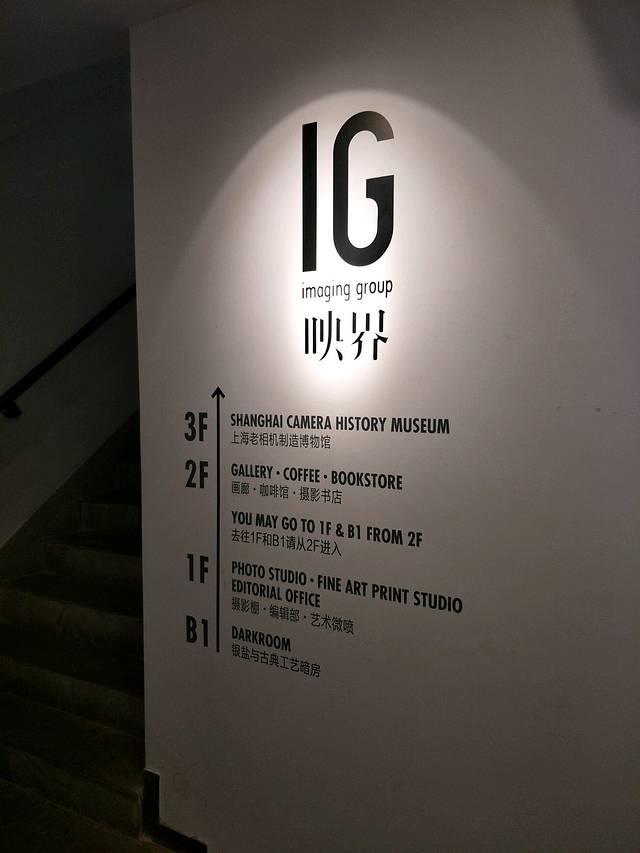 IG
imaging group
映界
3F
SHANGHAI CAMERA HISTORY MUSEUM
上海老相机制造博物馆
2F
GALLERY · COFFEE · BOOKSTORE
画廊 · 咖啡馆 · 摄影书店
YOU MAY GO TO 1F & B1 FROM 2F
去往1F和B1请从2F进入
1F
PHOTO STUDIO · FINE ART PRINT STUDIO
EDITORIAL OFFICE
摄影棚 · 编辑部 · 艺术微喷
B1
DARKROOM
银盐与古典工艺暗房